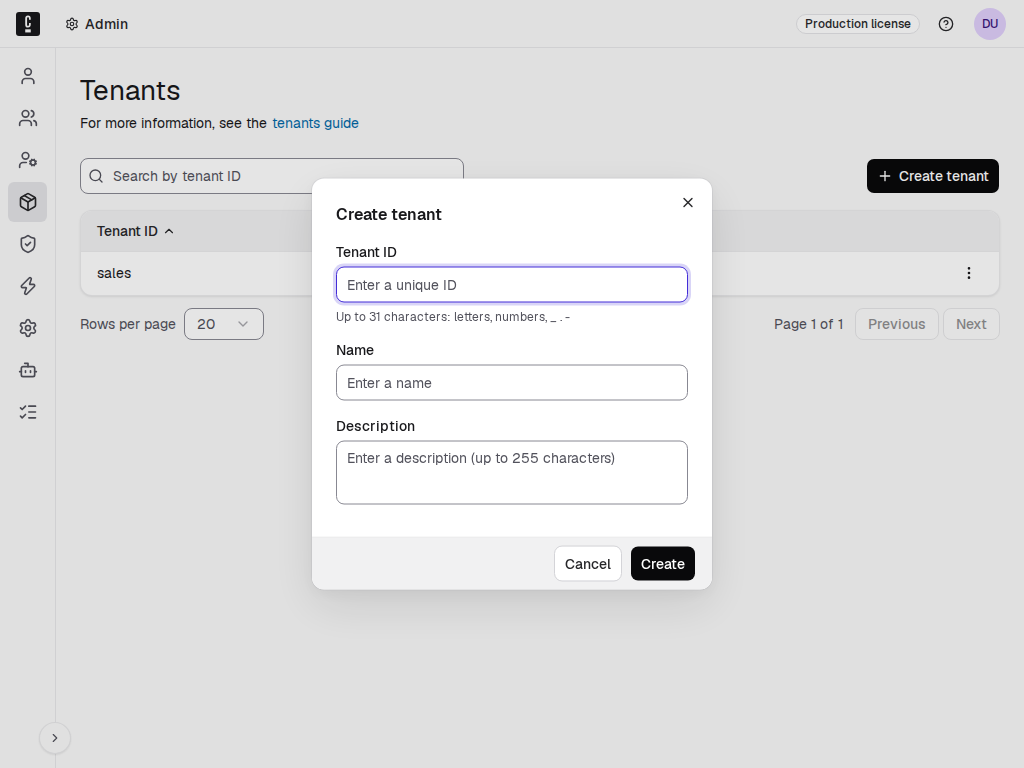 Admin
Production license
DU
Tenants
For more information, see the tenants guide
Search by tenant ID
Create tenant
Tenant ID
sales
Rows per page
20
Page 1 of 1
Previous
Next
Create tenant
Tenant ID
Enter a unique ID
Up to 31 characters: letters, numbers, _ . -
Name
Enter a name
Description
Enter a description (up to 255 characters)
Cancel
Create